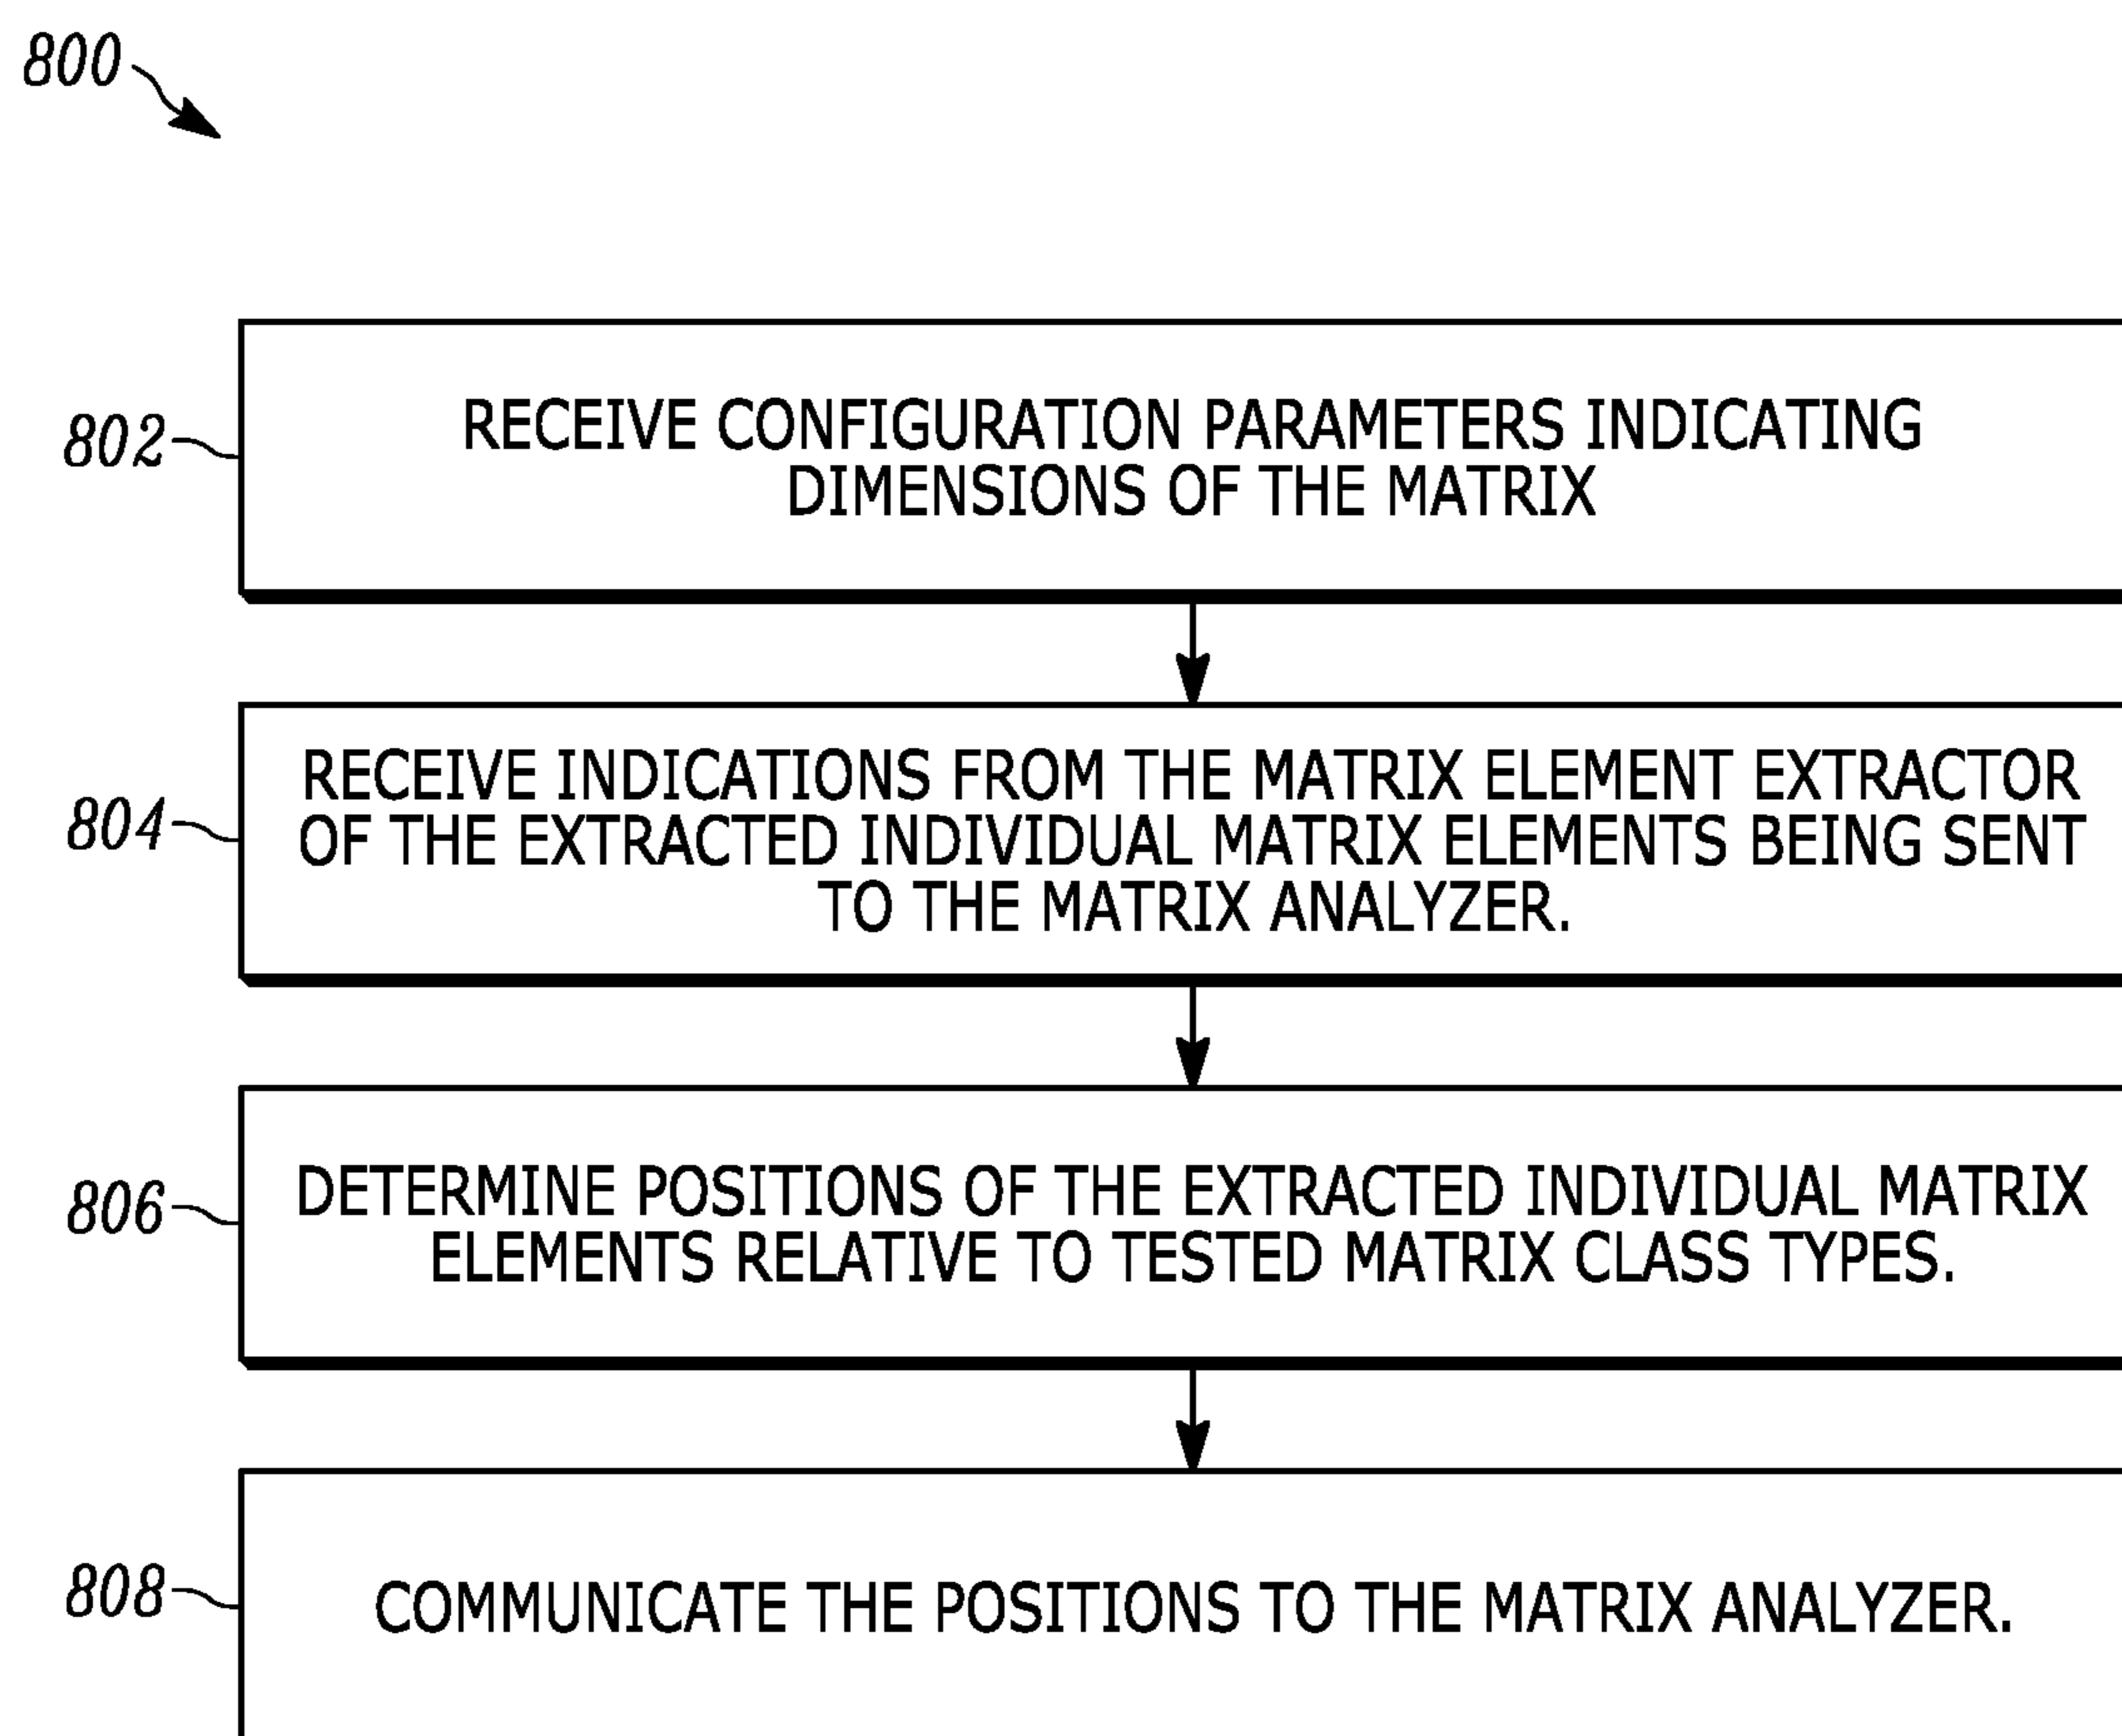 800
802
RECEIVE CONFIGURATION PARAMETERS INDICATING
DIMENSIONS OF THE MATRIX
804
RECEIVE INDICATIONS FROM THE MATRIX ELEMENT EXTRACTOR
OF THE EXTRACTED INDIVIDUAL MATRIX ELEMENTS BEING SENT
TO THE MATRIX ANALYZER.
806
DETERMINE POSITIONS OF THE EXTRACTED INDIVIDUAL MATRIX
ELEMENTS RELATIVE TO TESTED MATRIX CLASS TYPES.
808
COMMUNICATE THE POSITIONS TO THE MATRIX ANALYZER.